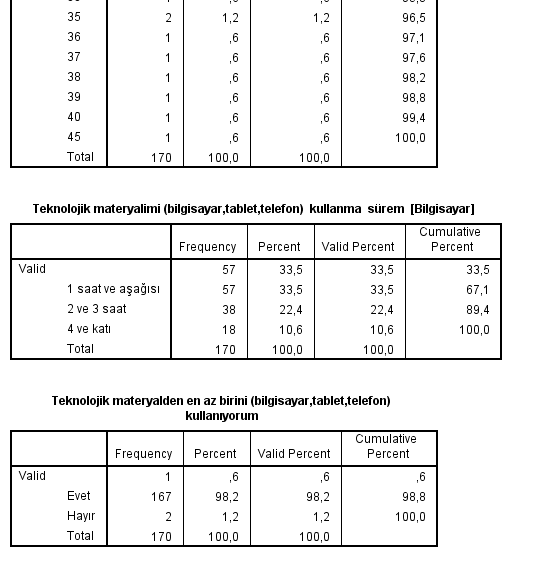 35 2 1,2 1,2 96,5
36 1 ,6 ,6 97,1
37 1 ,6 ,6 97,6
38 1 ,6 ,6 98,2
39 1 ,6 ,6 98,8
40 1 ,6 ,6 99,4
45 1 ,6 ,6 100,0
Total 170 100,0 100,0
Teknolojik materyalimi (bilgisayar,tablet,telefon) kullanma sürem [Bilgisayar]
Frequency Percent Valid Percent Cumulative Percent
Valid 57 33,5 33,5 33,5
1 saat ve aşağısı 57 33,5 33,5 67,1
2 ve 3 saat 38 22,4 22,4 89,4
4 ve katı 18 10,6 10,6 100,0
Total 170 100,0 100,0
Teknolojik materyalden en az birini (bilgisayar,tablet,telefon)
kullanıyorum
Frequency Percent Valid Percent Cumulative Percent
Valid 1 ,6 ,6 ,6
Evet 167 98,2 98,2 98,8
Hayır 2 1,2 1,2 100,0
Total 170 100,0 100,0